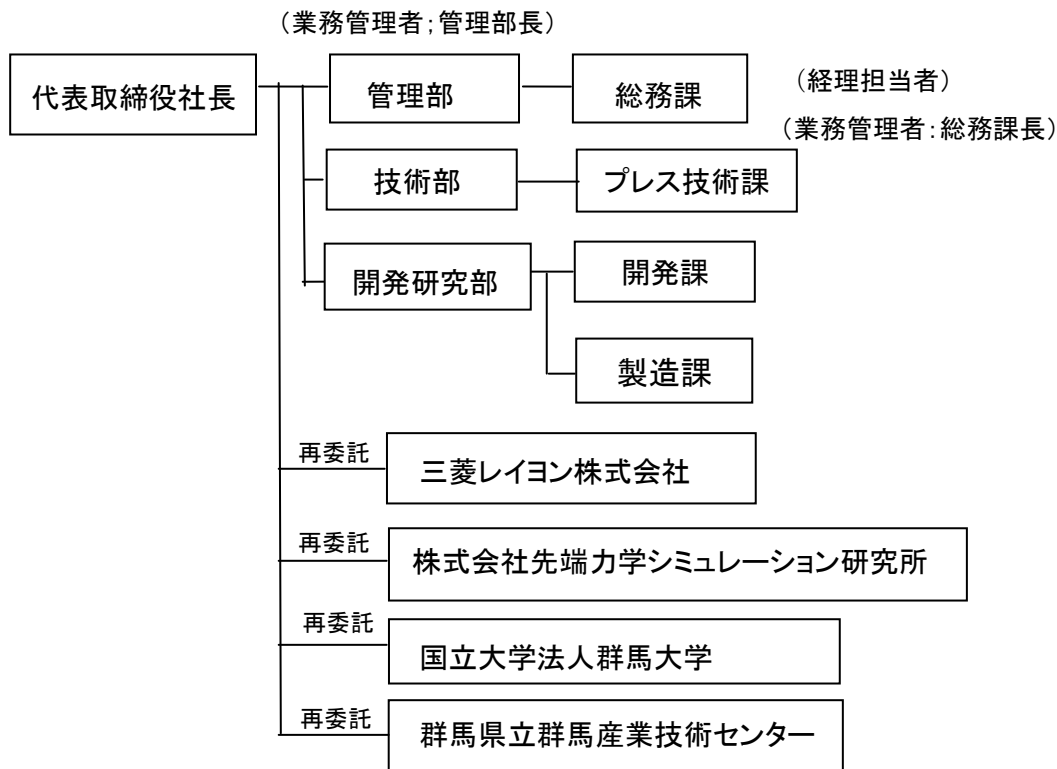 （業務管理者；管理部長）
代表取締役社長
管理部
総務課
（経理担当者）
（業務管理者：総務課長）
技術部
プレス技術課
開発研究部
開発課
製造課
再委託
三菱レイヨン株式会社
再委託
株式会社先端力学シミュレーション研究所
再委託
国立大学法人群馬大学
再委託
群馬県立群馬産業技術センター